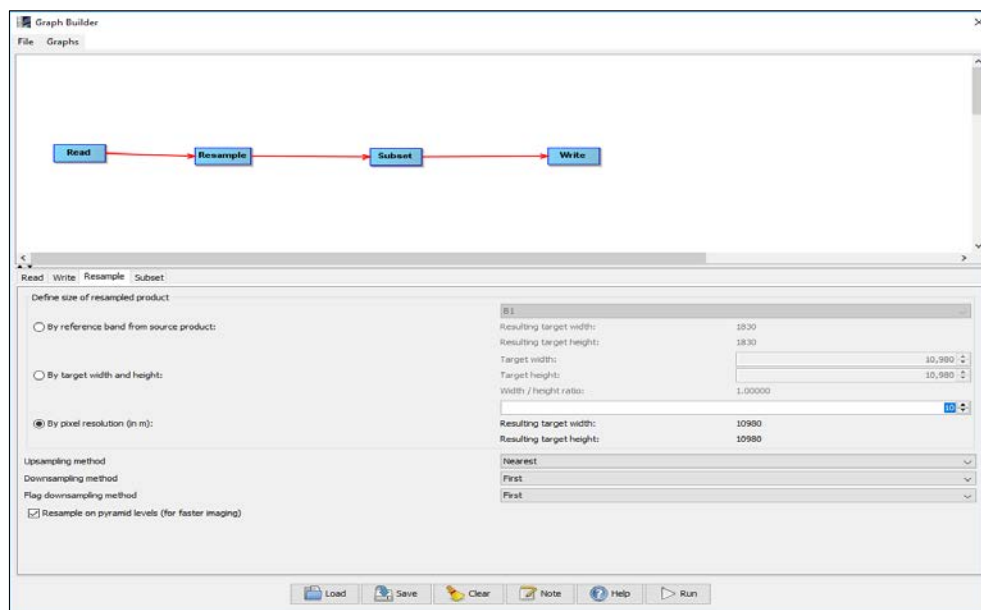 Graph Builder
File Graphs
Read Resample Subset Write
Read Write Resample Subset
Define size of resampled product
B1
By reference band from source product: Resulting target width: 1830
Resulting target height: 1830
Target width: 10,980
By target width and height: Target height: 10,980
Width / height ratio: 1.00000
10
By pixel resolution (in m): Resulting target width: 10980
Resulting target height: 10980
Upsampling method Nearest
Downsampling method First
Flag downsampling method First
Resample on pyramid levels (for faster imaging)
Load Save Clear Note Help Run